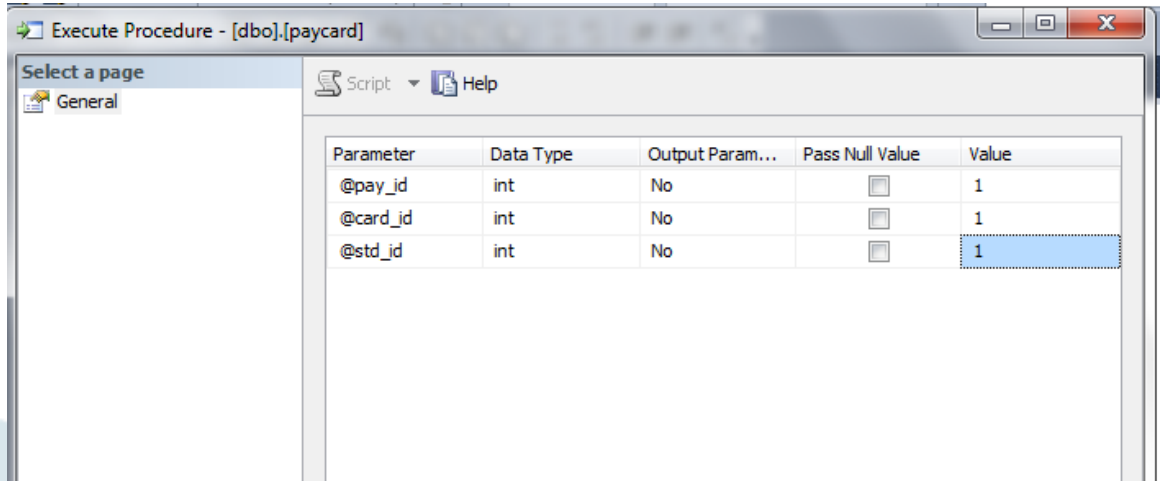 Execute Procedure - [dbo].[paycard]
Select a page
General
Script Help
Parameter Data Type Output Param... Pass Null Value Value
@pay_id int No 1
@card_id int No 1
@std_id int No 1